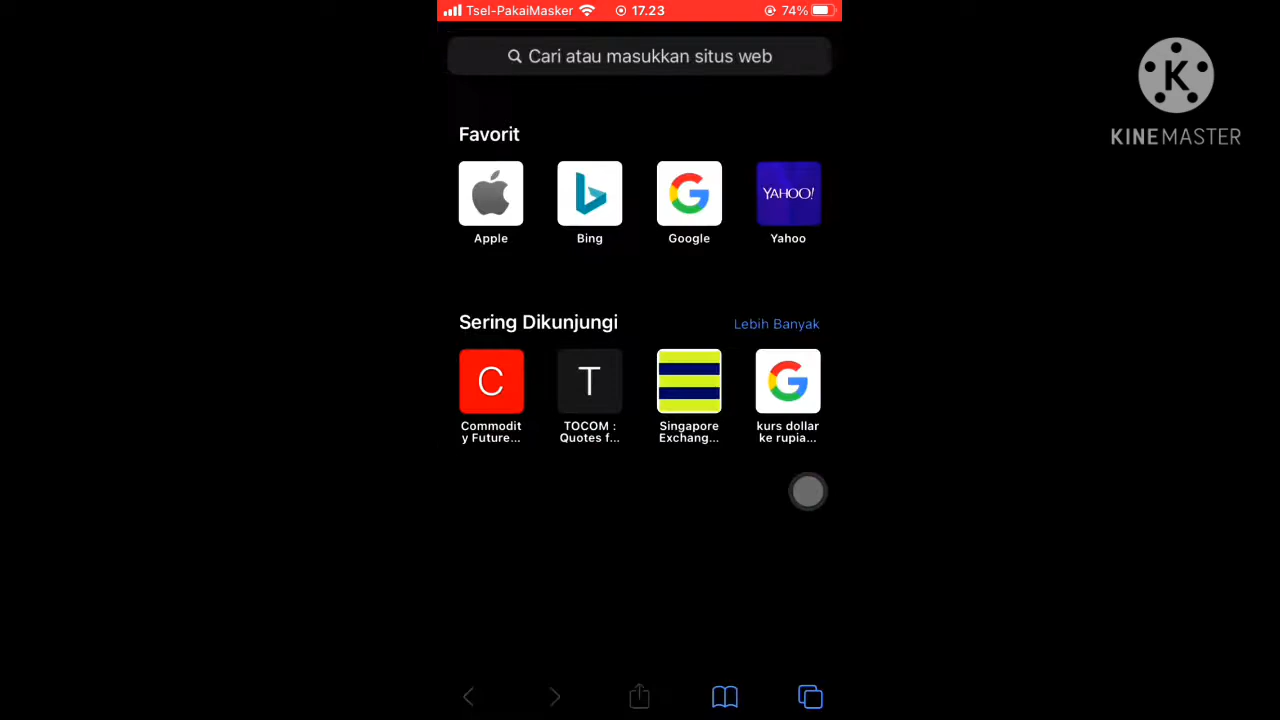 Tsel-PakaiMasker 17.23 74%
Cari atau masukkan situs web
K
KINEMASTER
Favorit
YAHOO!
Apple Bing Google Yahoo
Sering Dikunjungi Lebih Banyak
C T
Commodit TOCOM : Singapore kurs dollar
y Future... Quotes f... Exchang... ke rupia...